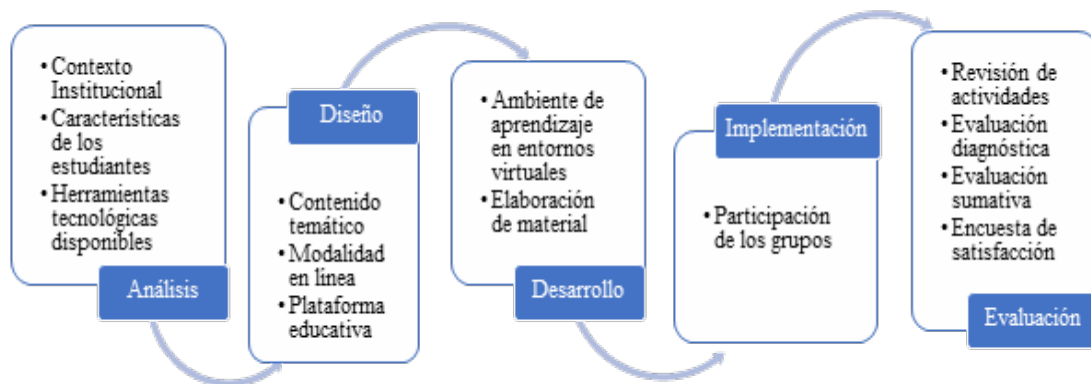 • Contexto
Institucional
• Características
de los
estudiantes
• Herramientas
tecnológicas
disponibles
Análisis
Diseño
• Contenido
temático
• Modalidad
en línea
• Plataforma
educativa
• Ambiente de
aprendizaje
en entornos
virtuales
• Elaboración
de material
Desarrollo
Implementación
• Participación
de los grupos
• Revisión de
actividades
• Evaluación
diagnóstica
• Evaluación
sumativa
• Encuesta de
satisfacción
Evaluación